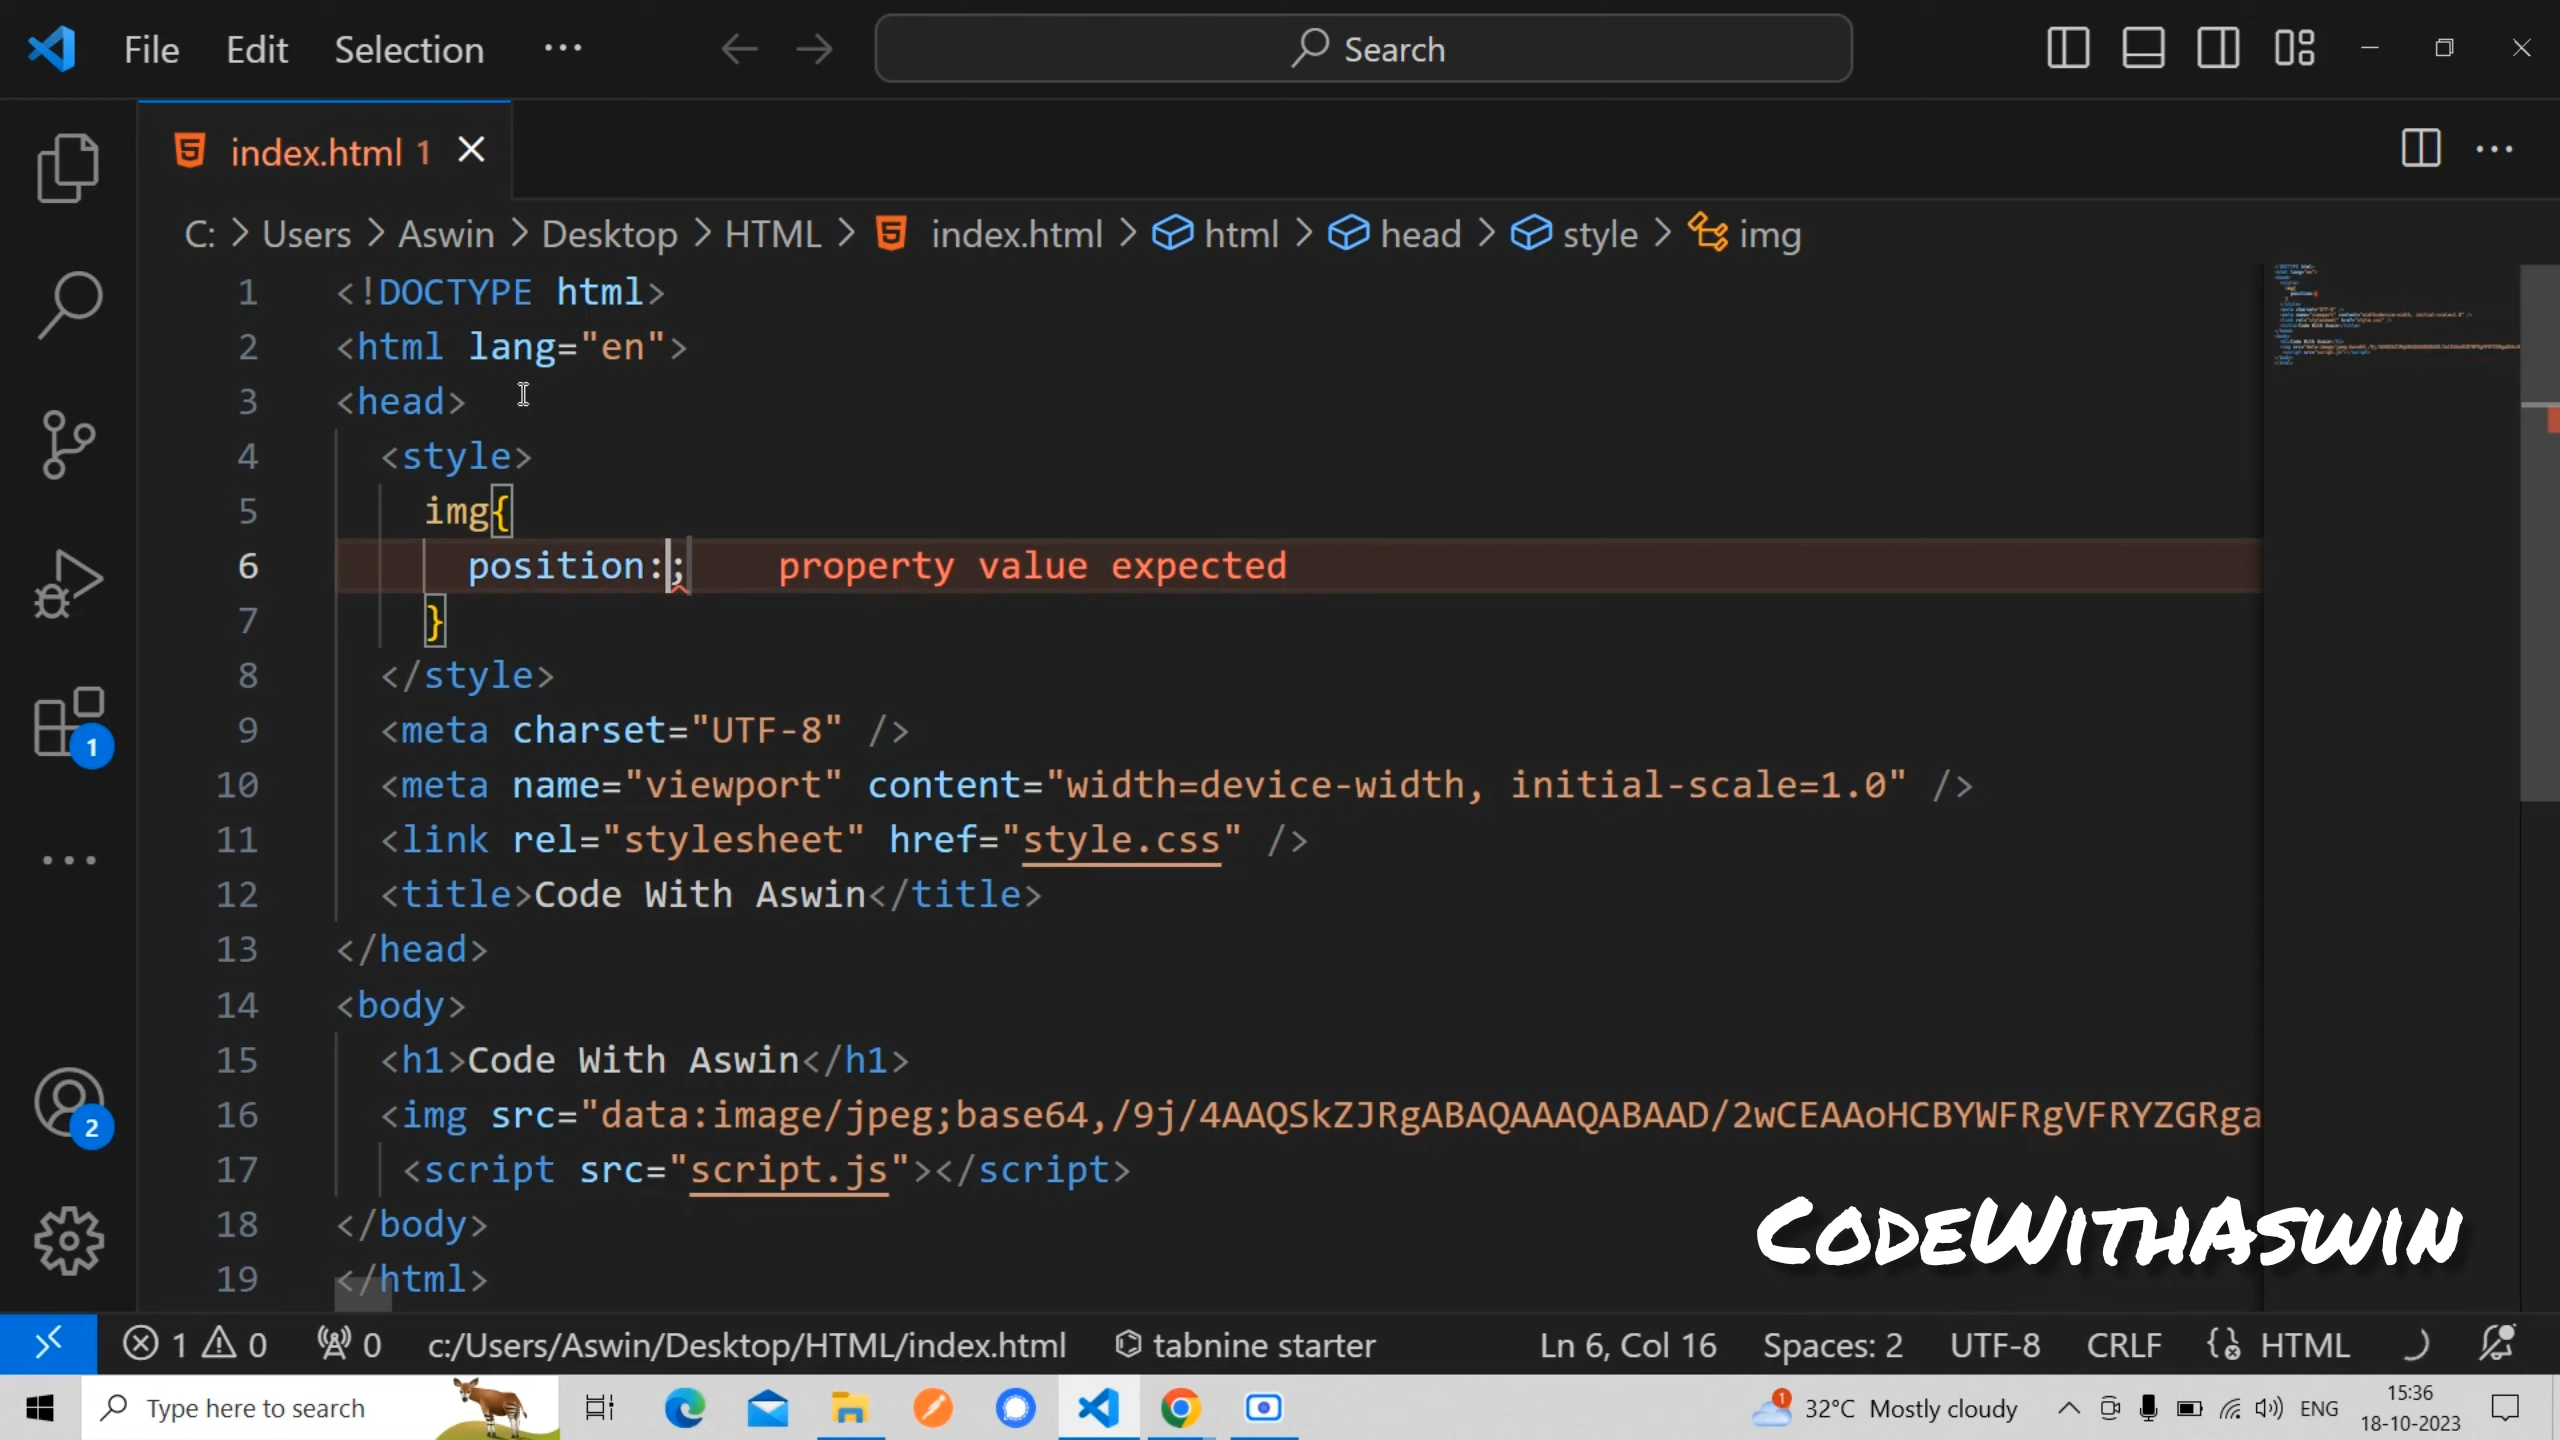 File Edit Selection ... Search
index.html 1
C: > Users > Aswin > Desktop > HTML > index.html > html > head > style > img
1 <!DOCTYPE html>
2 <html lang="en">
3 <head>
4 <style>
5 img{
6 position:; property value expected
7 }
8 </style>
9 <meta charset="UTF-8" />
10 <meta name="viewport" content="width=device-width, initial-scale=1.0" />
11 <link rel="stylesheet" href="style.css" />
12 <title>Code With Aswin</title>
13 </head>
14 <body>
15 <h1>Code With Aswin</h1>
16 <img src="data:image/jpeg;base64,/9j/4AAQSkZJRgABAQAAAQABAAD/2wCEAAoHCBYWFRgVFRYZGRga
17 <script src="script.js"></script>
18 </body>
19 </html>
1
2
CodeWithAswin
1 0 0 c:/Users/Aswin/Desktop/HTML/index.html tabnine starter Ln 6, Col 16 Spaces: 2 UTF-8 CRLF HTML
Type here to search 1 32°C Mostly cloudy ENG 15:36
18-10-2023